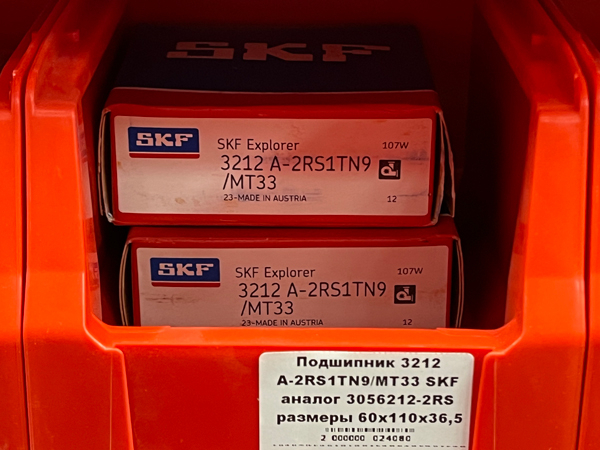 SKF
SKF
SKF Explorer
107W
3212 A-2RS1TN9
/MT33
23-MADE IN AUSTRIA
12
SKF
SKF Explorer
107W
3212 A-2RS1TN9
/MT33
23-MADE IN AUSTRIA
12
Подшипник 3212
A-2RS1TN9/MT33 SKF
аналог 3056212-2RS
размеры 60х110х36,5
2 000000 024080